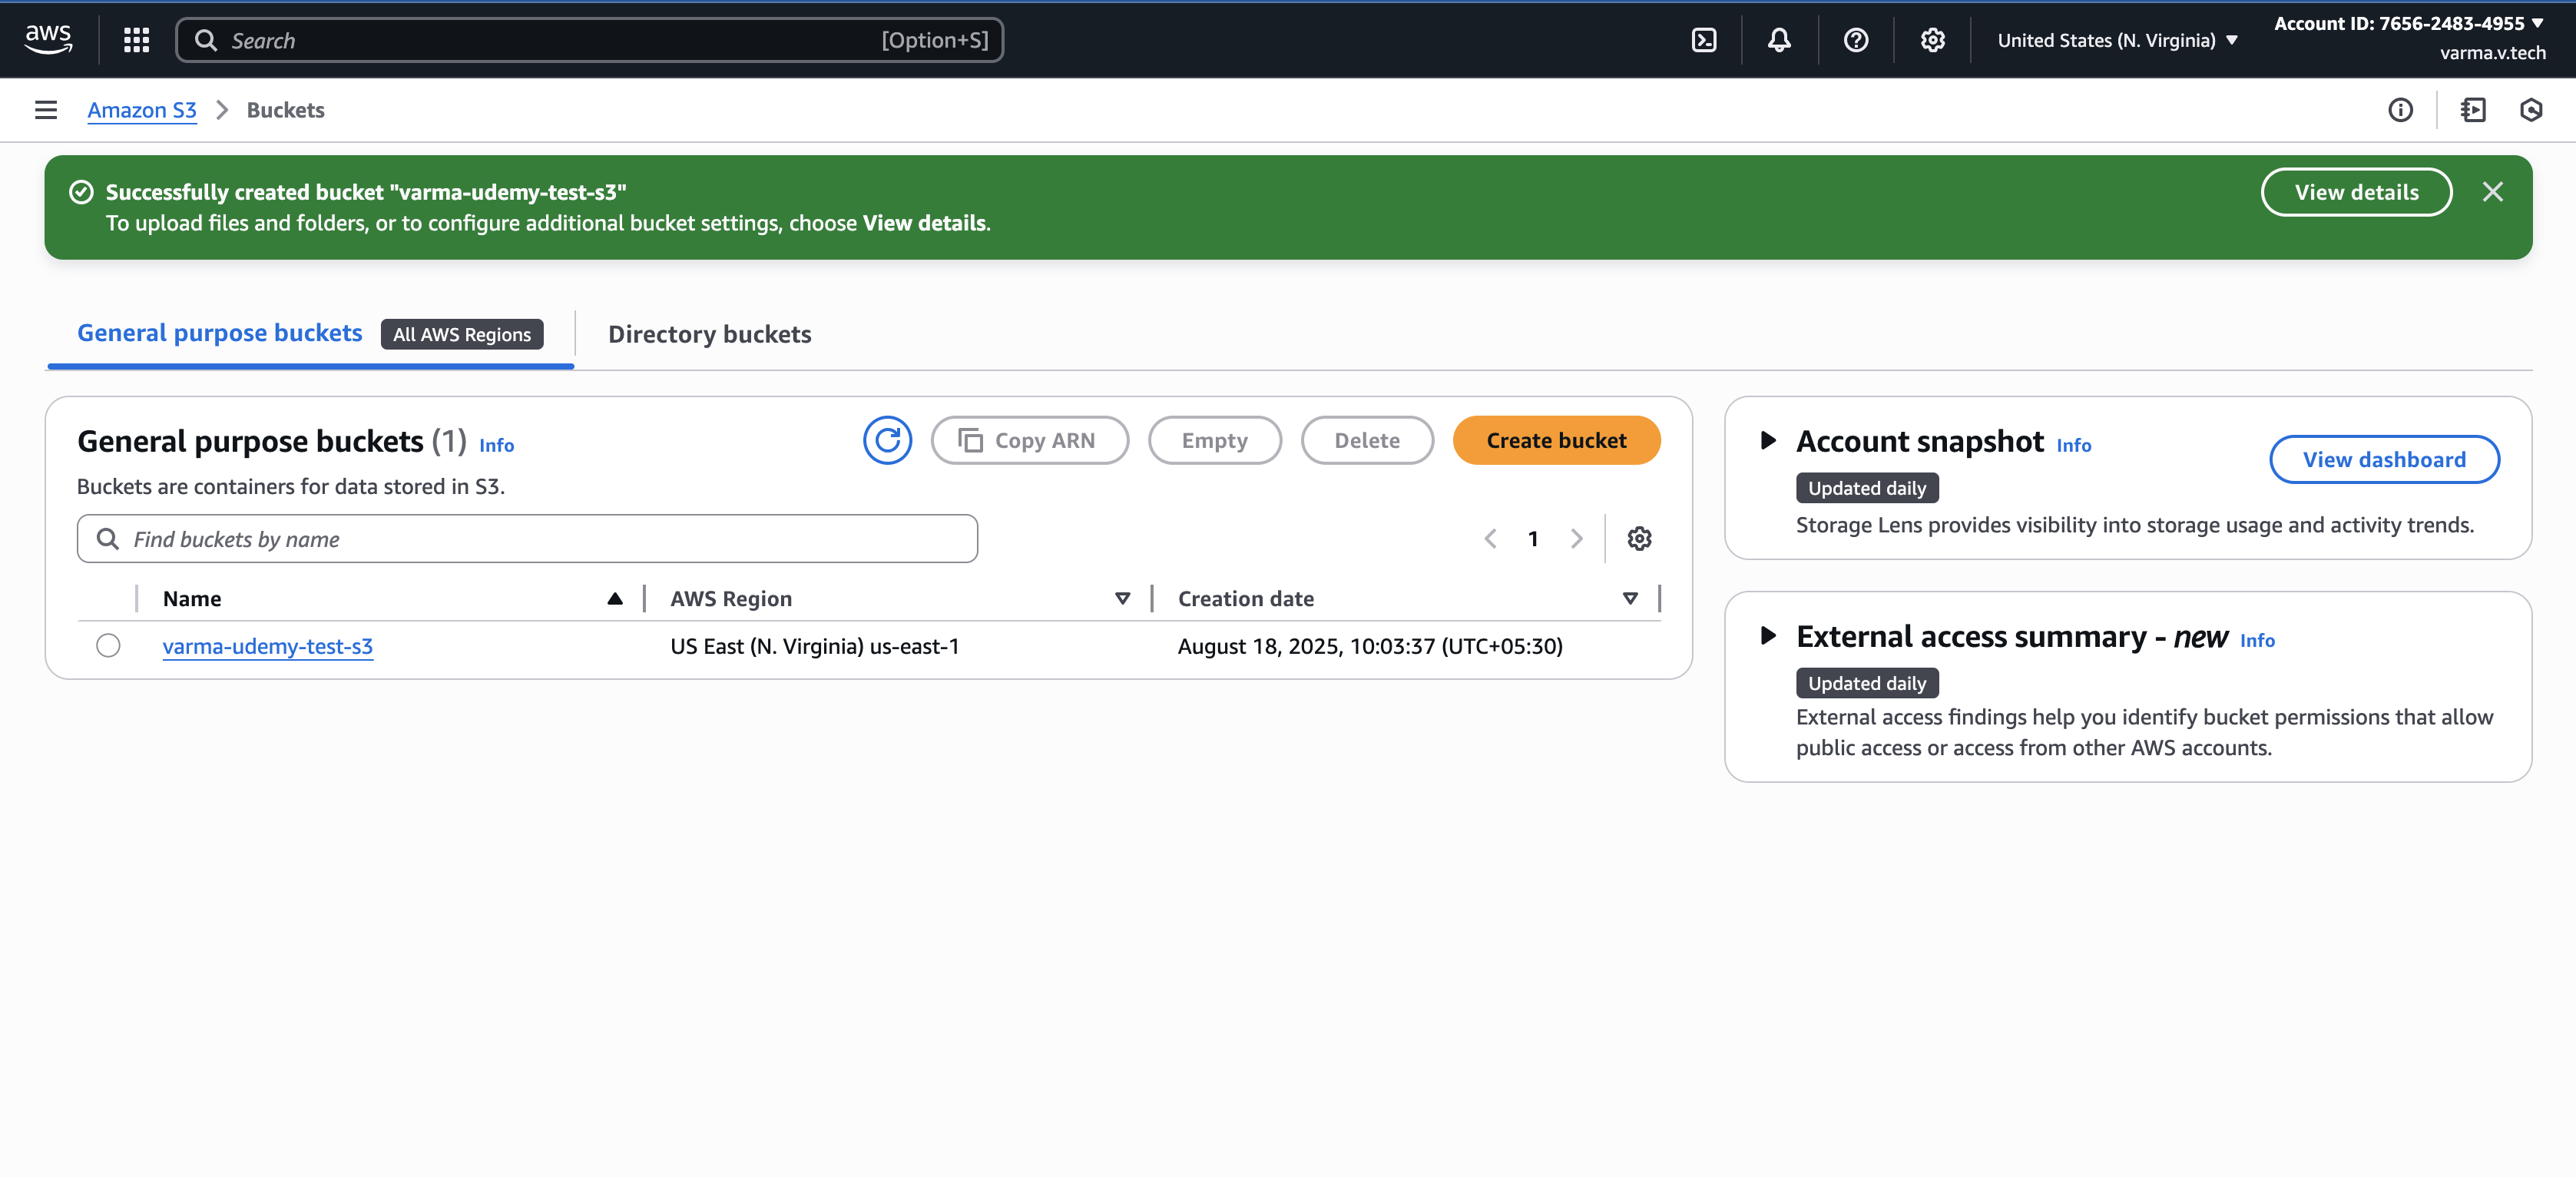 aws
Search [Option+S]
United States (N. Virginia)
Account ID: 7656-2483-4955
varma.v.tech
Amazon S3 > Buckets
Successfully created bucket "varma-udemy-test-s3"
To upload files and folders, or to configure additional bucket settings, choose View details.
View details
General purpose buckets All AWS Regions
Directory buckets
General purpose buckets (1) Info
Copy ARN
Empty
Delete
Create bucket
Buckets are containers for data stored in S3.
Find buckets by name
1
Name AWS Region Creation date
varma-udemy-test-s3 US East (N. Virginia) us-east-1 August 18, 2025, 10:03:37 (UTC+05:30)
Account snapshot Info
View dashboard
Updated daily
Storage Lens provides visibility into storage usage and activity trends.
External access summary - new Info
Updated daily
External access findings help you identify bucket permissions that allow
public access or access from other AWS accounts.